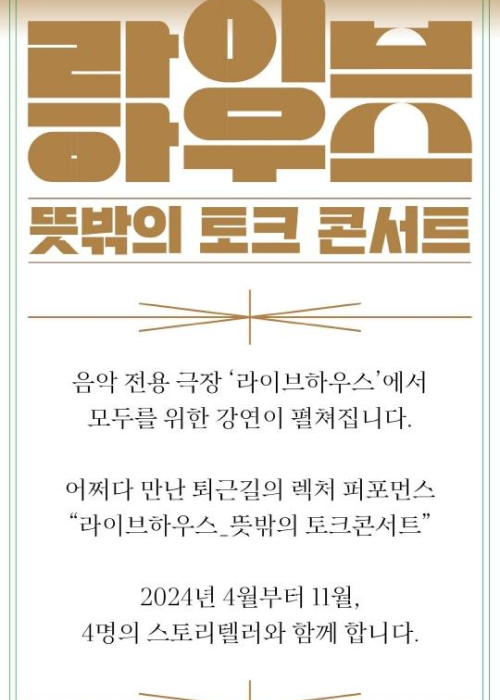 라이브
하우스
뜻밖의 토크 콘서트
음악 전용 극장 ‘라이브하우스’에서
모두를 위한 강연이 펼쳐집니다.
어쩌다 만난 퇴근길의 렉처 퍼포먼스
“라이브하우스_뜻밖의 토크콘서트”
2024년 4월부터 11월,
4명의 스토리텔러와 함께 합니다.